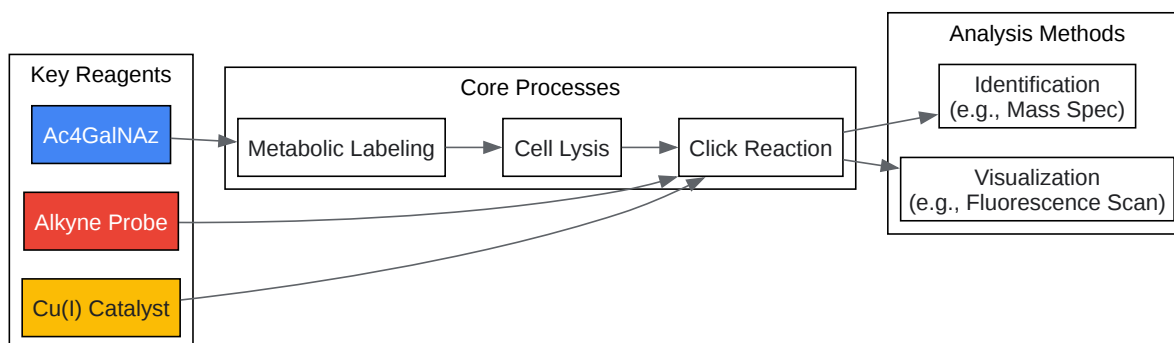 Key Reagents
Ac4GalNAz
Alkyne Probe
Cu(I) Catalyst
Core Processes
Metabolic Labeling
Cell Lysis
Click Reaction
Analysis Methods
Identification
(e.g., Mass Spec)
Visualization
(e.g., Fluorescence Scan)